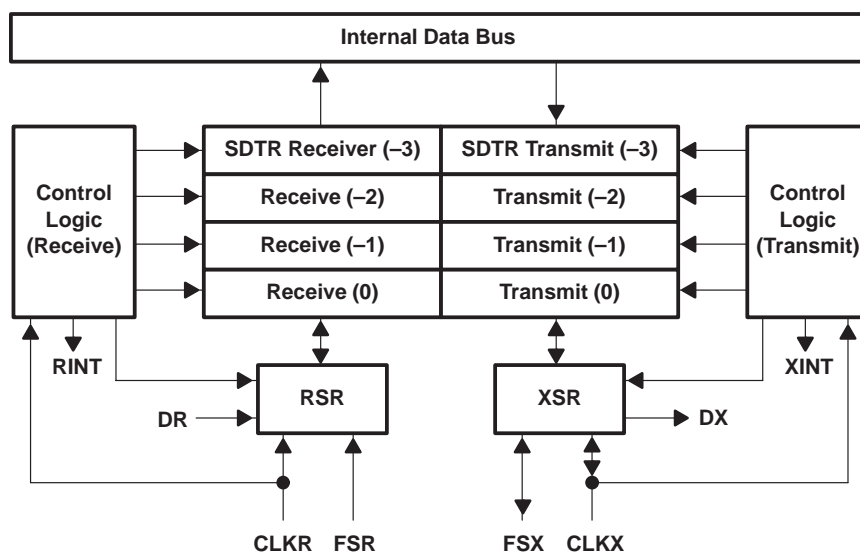 Internal Data Bus
SDTR Receiver (–3)
SDTR Transmit (–3)
Control
Logic
(Receive)
Receive (–2)
Transmit (–2)
Control
Logic
(Transmit)
Receive (–1)
Transmit (–1)
Receive (0)
Transmit (0)
RINT
XINT
RSR
XSR
DR
DX
CLKR
FSR
FSX
CLKX